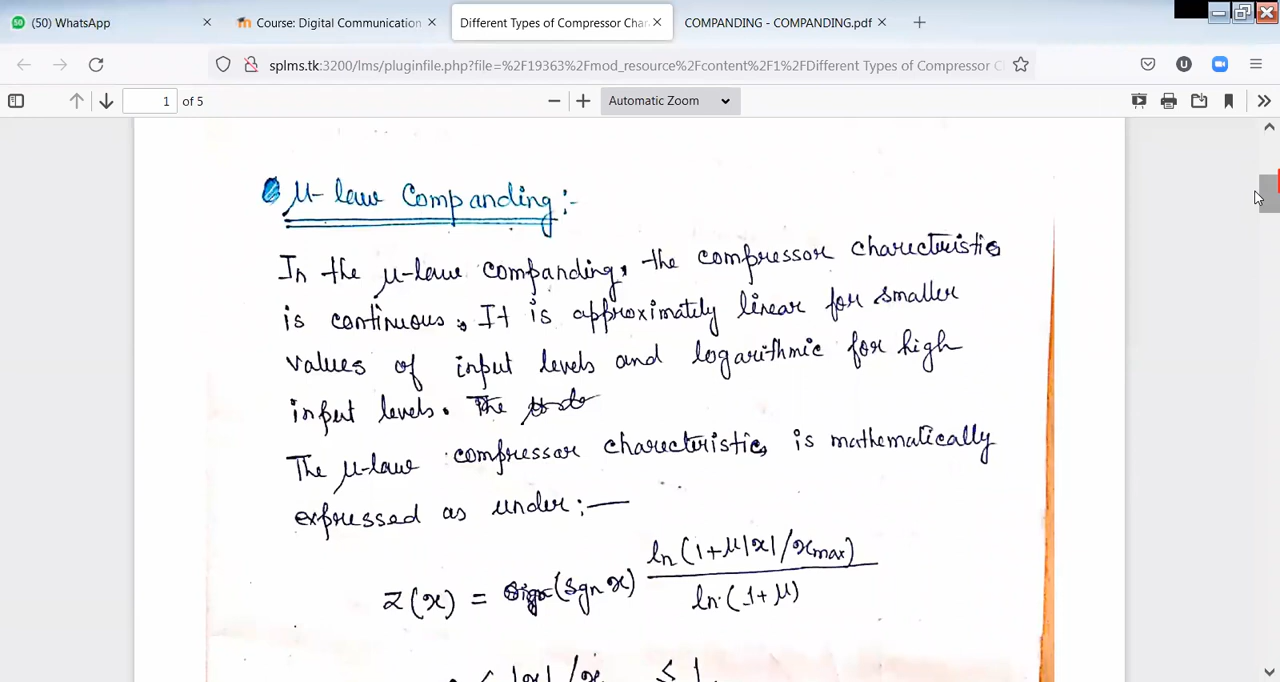 (50) WhatsApp
Course: Digital Communication
Different Types of Compressor Cha
COMPANDING - COMPANDING.pdf
splms.tk:3200/lms/pluginfile.php?file=%2F19363%2Fmod_resource%2Fcontent%2F1%2FDifferent Types of Compressor C
1 of 5
Automatic Zoom
μ-law Companding:-
In the μ-law companding, the compressor charecteristic
is continuous. It is approximately linear for smaller
values of input levels and logarithmic for high
input levels. The
The μ-law compressor charecteristic, is mathematically
expressed as under:—
Z(x) = (Sgn x) ln(1+μ|x|/xmax)
ln(1+μ)
|x|/x ≤ 1